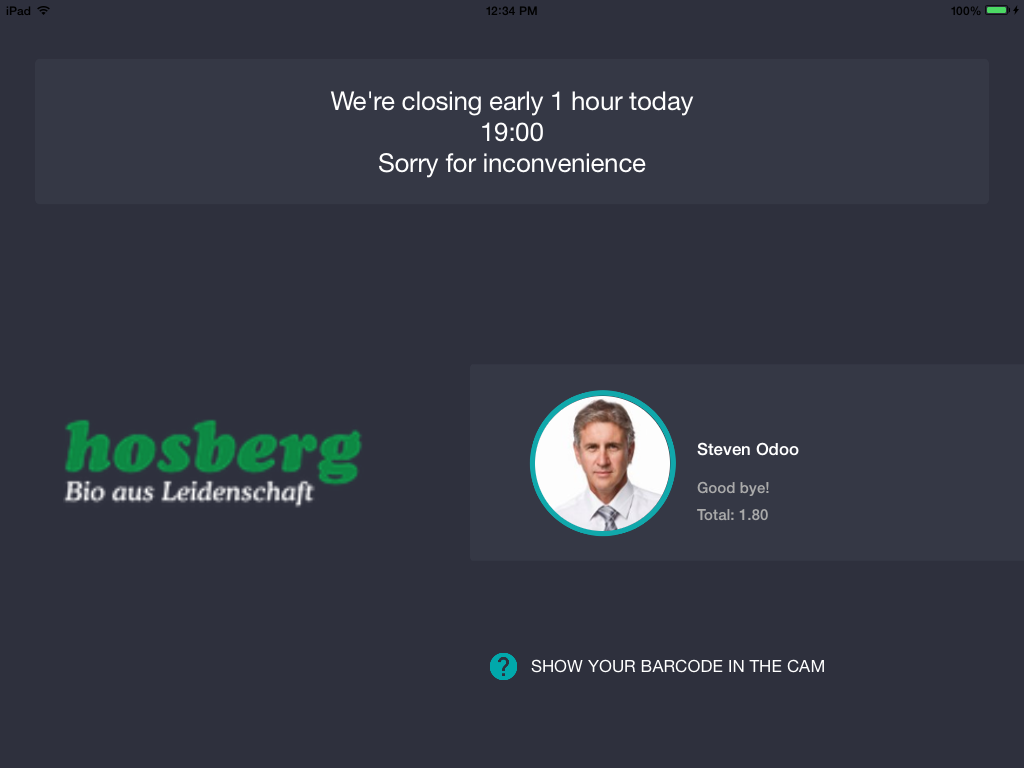 iPad 12:34 PM 100%
We're closing early 1 hour today
19:00
Sorry for inconvenience
hosberg
Bio aus Leidenschaft
Steven Odoo
Good bye!
Total: 1.80
? SHOW YOUR BARCODE IN THE CAM